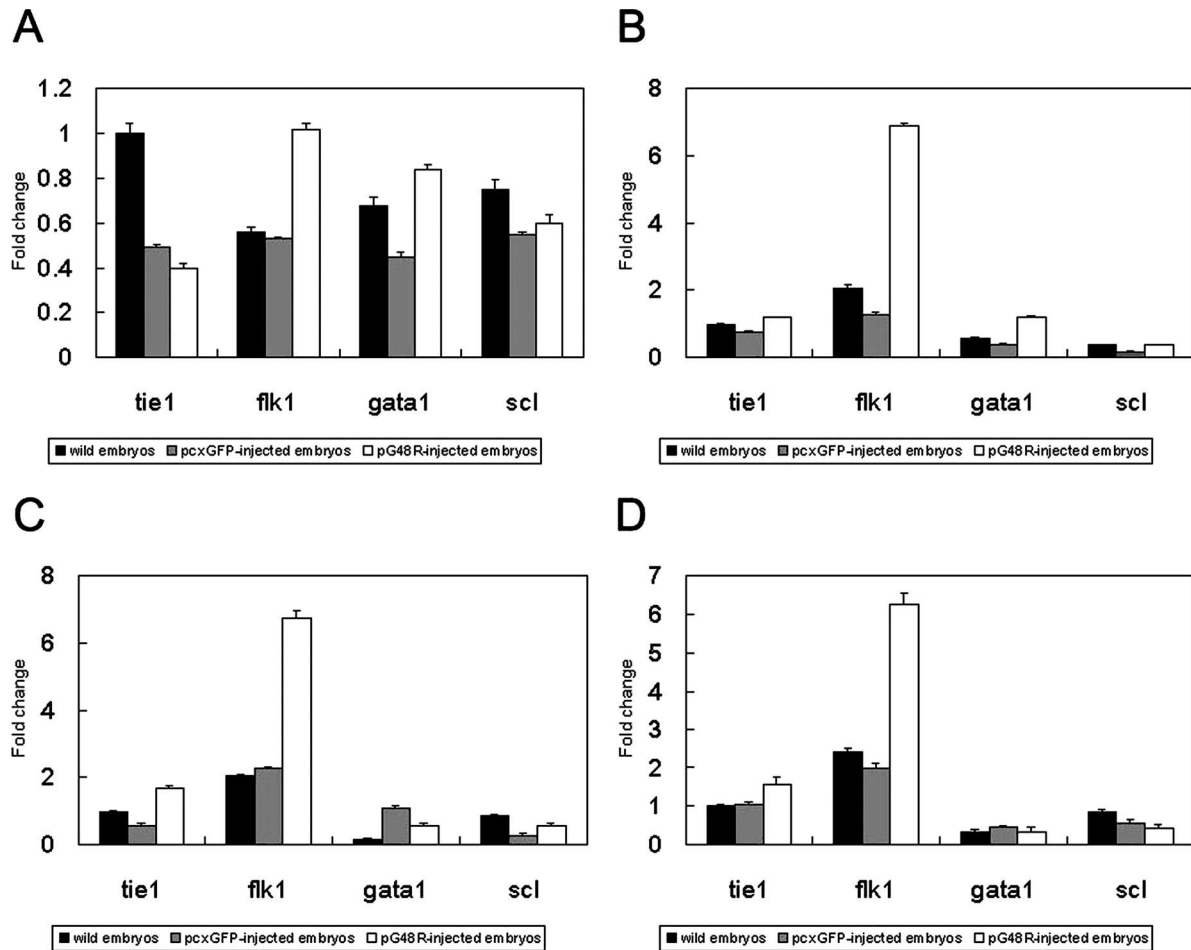 A
Fold change
1.2
1
0.8
0.6
0.4
0.2
0
tie1 flk1 gata1 scl
wild embryos pcxGFP-injected embryos pG48R-injected embryos
B
Fold change
8
6
4
2
0
tie1 flk1 gata1 scl
wild embryos pcxGFP-injected embryos pG48R-injected embryos
C
Fold change
8
6
4
2
0
tie1 flk1 gata1 scl
wild embryos pcxGFP-injected embryos pG48R-injected embryos
D
Fold change
7
6
5
4
3
2
1
0
tie1 flk1 gata1 scl
wild embryos pcxGFP-injected embryos pG48R-injected embryos